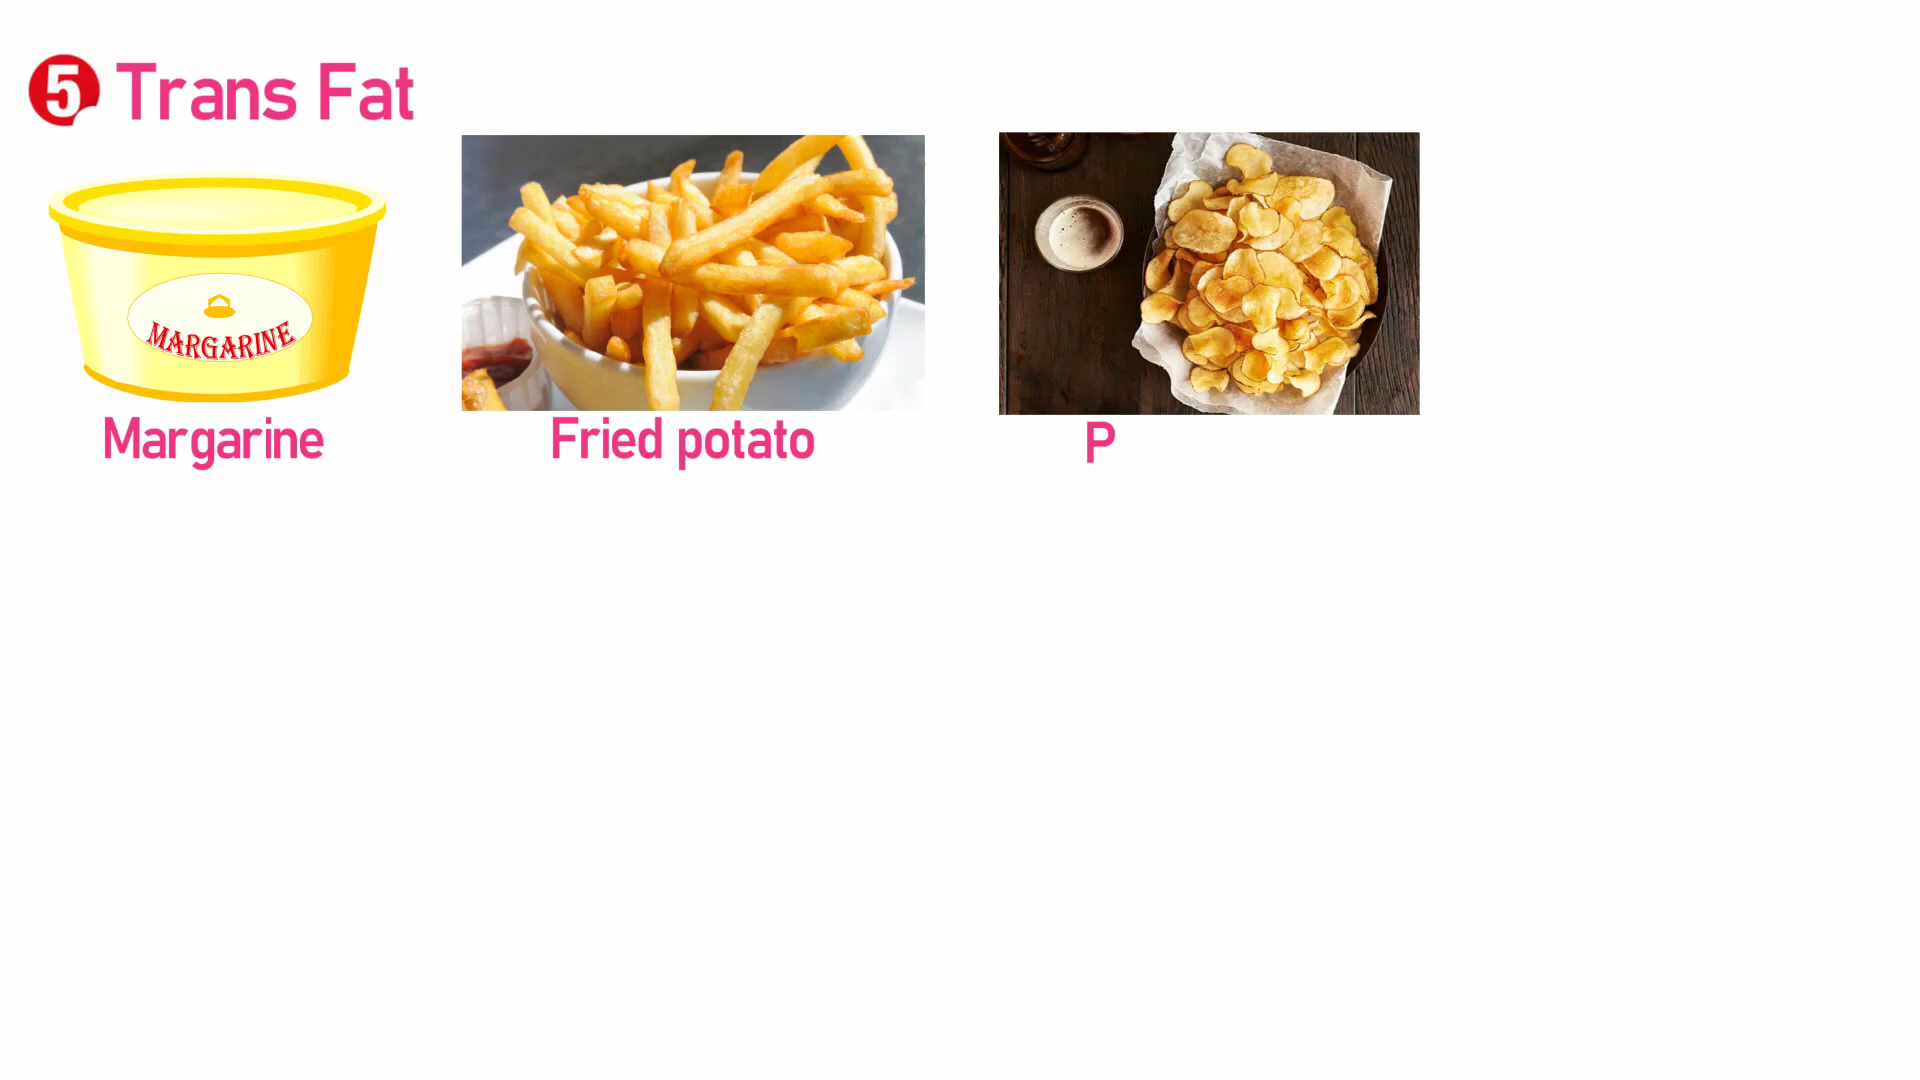 5 Trans Fat
MARGARINE
Margarine
Fried potato
P